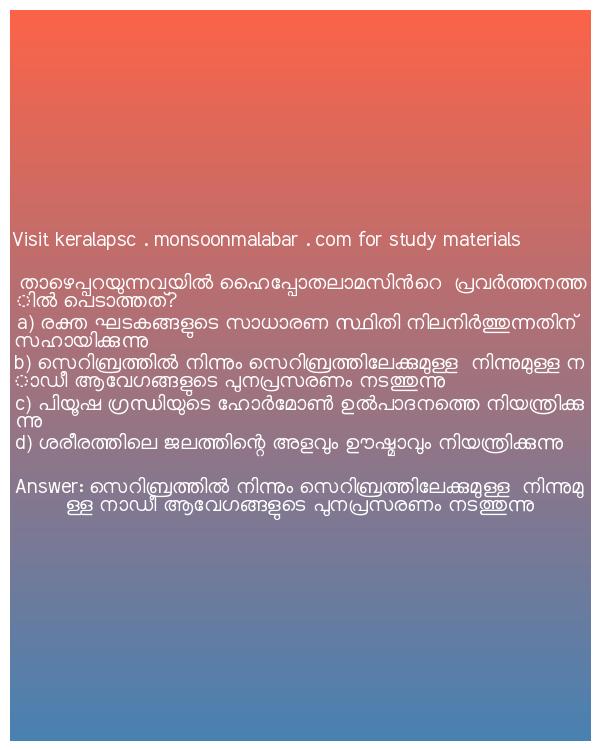 Visit keralapsc . monsoonmalabar . com for study materials
താഴെപ്പറയുന്നവയിൽ ഹൈപ്പോതലാമസിൻറെ പ്രവർത്തനത്ത
ിൽ പെടാത്തത്?
a) രക്ത ഘടകങ്ങളുടെ സാധാരണ സ്ഥിതി നിലനിർത്തുന്നതിന്
സഹായിക്കുന്നു
b) സെറിബ്രത്തിൽ നിന്നും സെറിബ്രത്തിലേക്കുമുള്ള നിന്നുമുള്ള ന
ാഡീ ആവേഗങ്ങളുടെ പുനപ്രസരണം നടത്തുന്നു
c) പിയൂഷ ഗ്രന്ഥിയുടെ ഹോർമോൺ ഉൽപാദനത്തെ നിയന്ത്രിക്കു
ന്നു
d) ശരീരത്തിലെ ജലത്തിന്റെ അളവും ഊഷ്മാവും നിയന്ത്രിക്കുന്നു
Answer: സെറിബ്രത്തിൽ നിന്നും സെറിബ്രത്തിലേക്കുമുള്ള നിന്നുമു
ള്ള നാഡീ ആവേഗങ്ങളുടെ പുനപ്രസരണം നടത്തുന്നു